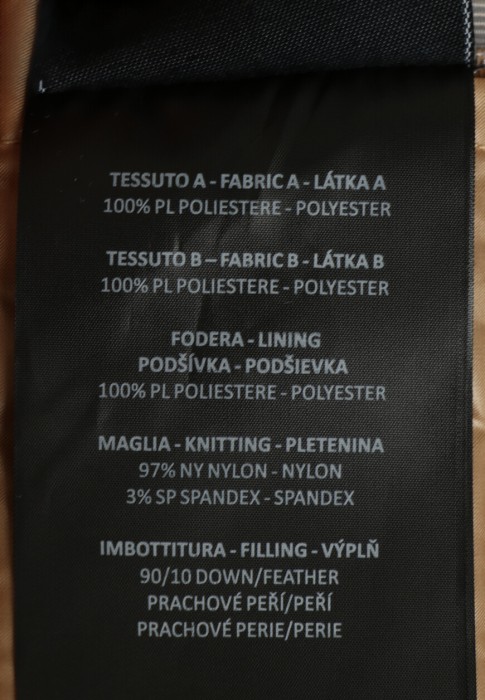 TESSUTO A - FABRIC A - LÁTKA A
100% PL POLIESTERE - POLYESTER
TESSUTO B – FABRIC B - LÁTKA B
100% PL POLIESTERE - POLYESTER
FODERA - LINING
PODŠÍVKA - PODŠIEVKA
100% PL POLIESTERE - POLYESTER
MAGLIA - KNITTING - PLETENINA
97% NY NYLON - NYLON
3% SP SPANDEX - SPANDEX
IMBOTTITURA - FILLING - VÝPLŇ
90/10 DOWN/FEATHER
PRACHOVÉ PEŘÍ/PEŘÍ
PRACHOVÉ PERIE/PERIE